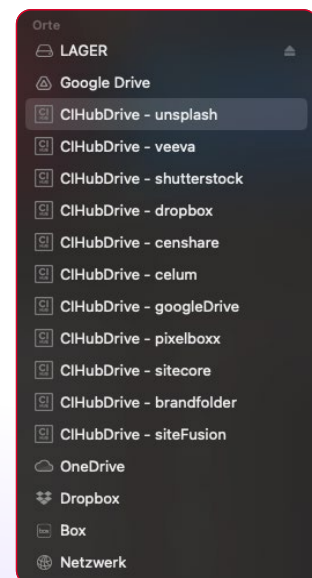 Orte
LAGER
Google Drive
CIHubDrive - unsplash
CIHubDrive - veeva
CIHubDrive - shutterstock
CIHubDrive - dropbox
CIHubDrive - censhare
CIHubDrive - celum
CIHubDrive - googleDrive
CIHubDrive - pixelboxx
CIHubDrive - sitecore
CIHubDrive - brandfolder
CIHubDrive - siteFusion
OneDrive
Dropbox
Box
Netzwerk